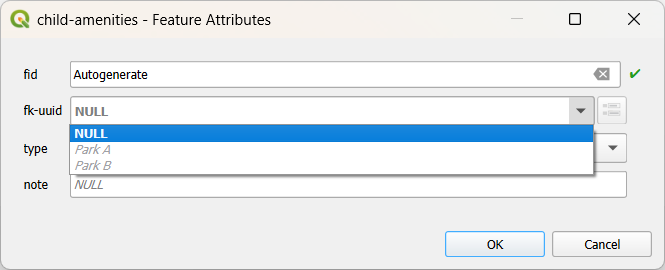 child-amenities - Feature Attributes
fid Autogenerate
fk-uuid NULL
NULL
Park A
type
Park B
note NULL
OK Cancel